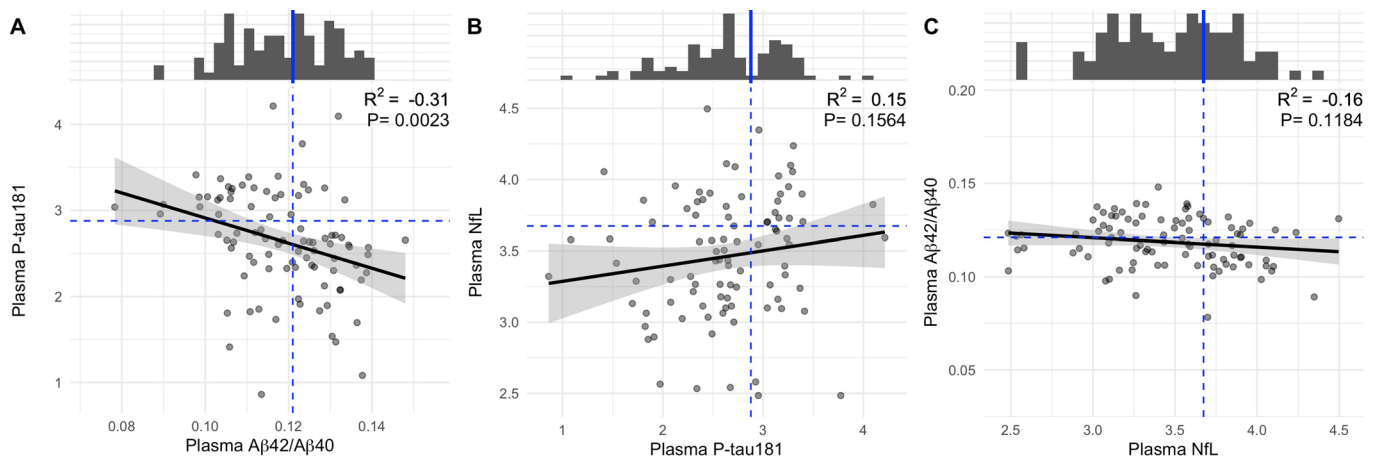 A
R² = -0.31
P= 0.0023
Plasma P-tau181
4
3
2
1
0.08 0.10 0.12 0.14
Plasma Aβ42/Aβ40
B
R² = 0.15
P= 0.1564
Plasma NfL
4.5
4.0
3.5
3.0
2.5
1 2 3 4
Plasma P-tau181
C
R² = -0.16
P= 0.1184
Plasma Aβ42/Aβ40
0.20
0.15
0.10
0.05
2.5 3.0 3.5 4.0 4.5
Plasma NfL